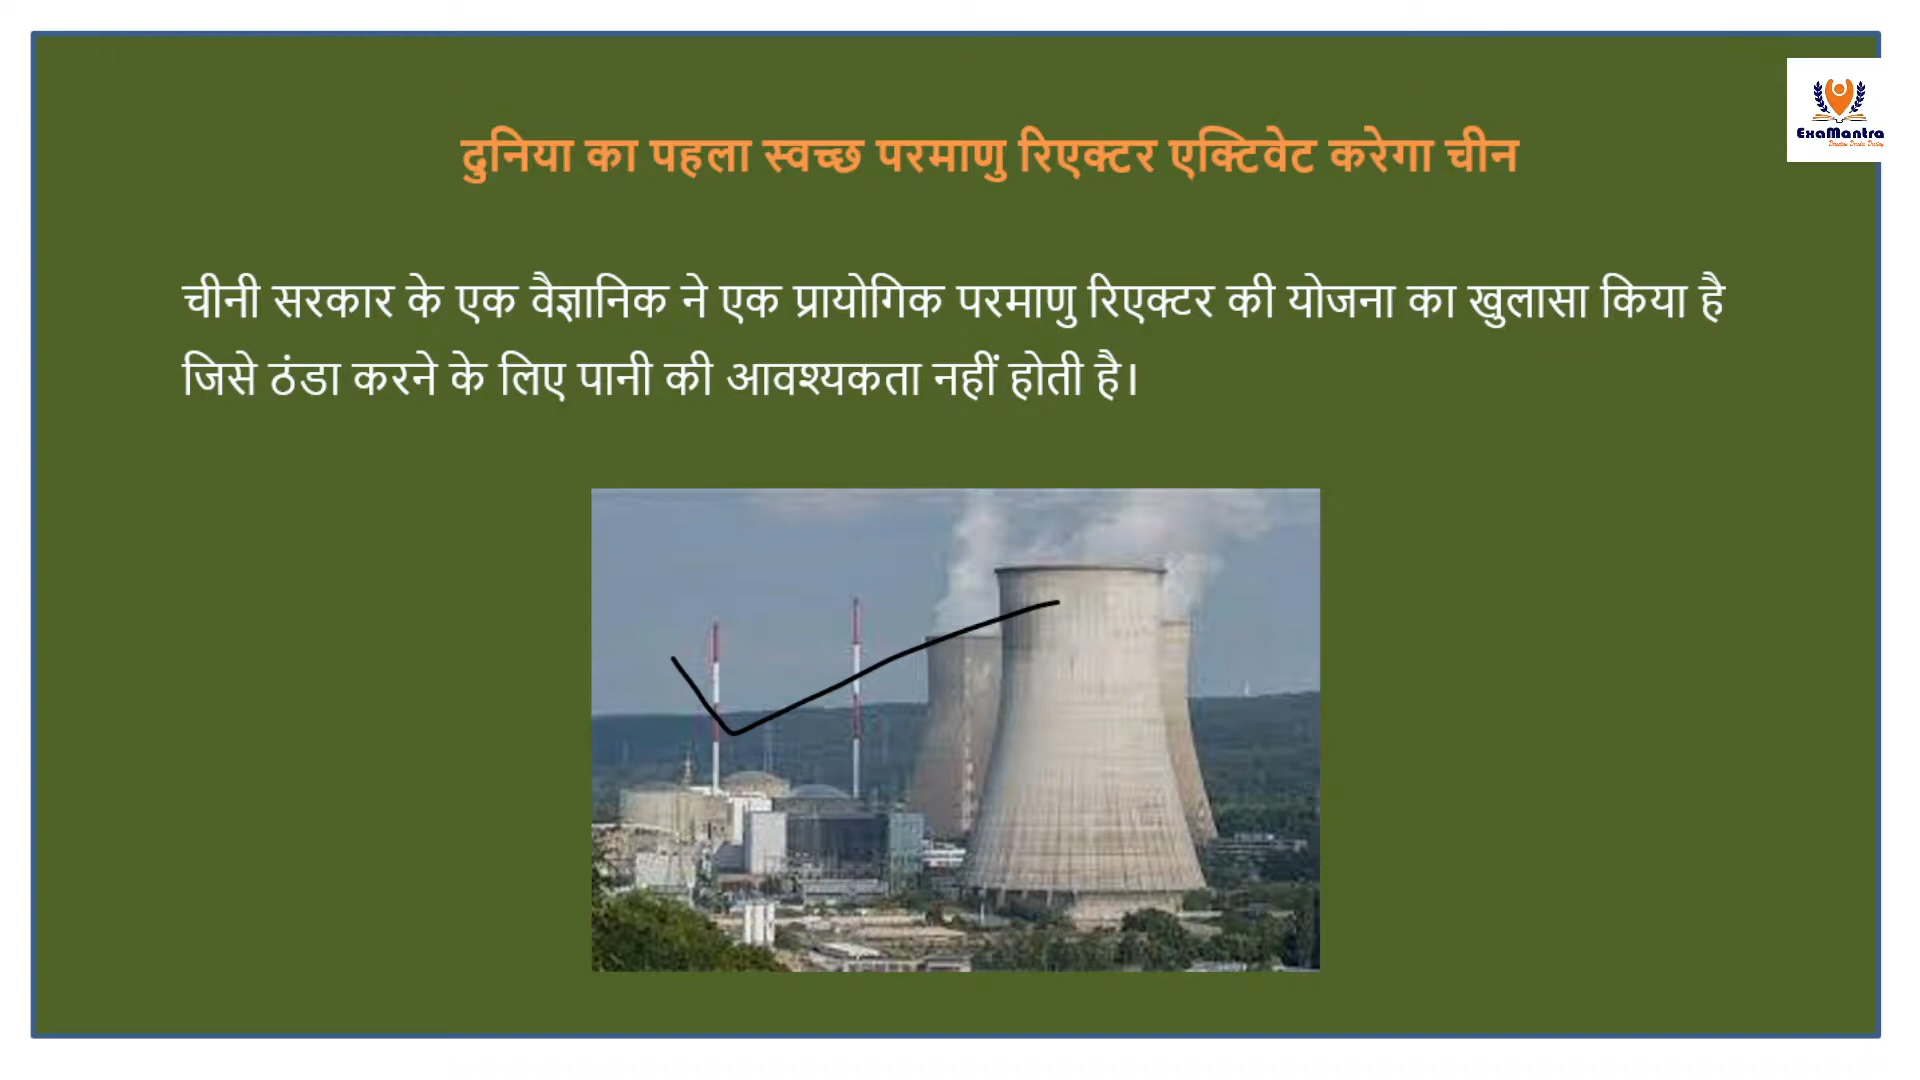 दुनिया का पहला स्वच्छ परमाणु रिएक्टर एक्टिवेट करेगा चीन
ExaMantra
चीनी सरकार के एक वैज्ञानिक ने एक प्रायोगिक परमाणु रिएक्टर की योजना का खुलासा किया है
जिसे ठंडा करने के लिए पानी की आवश्यकता नहीं होती है।